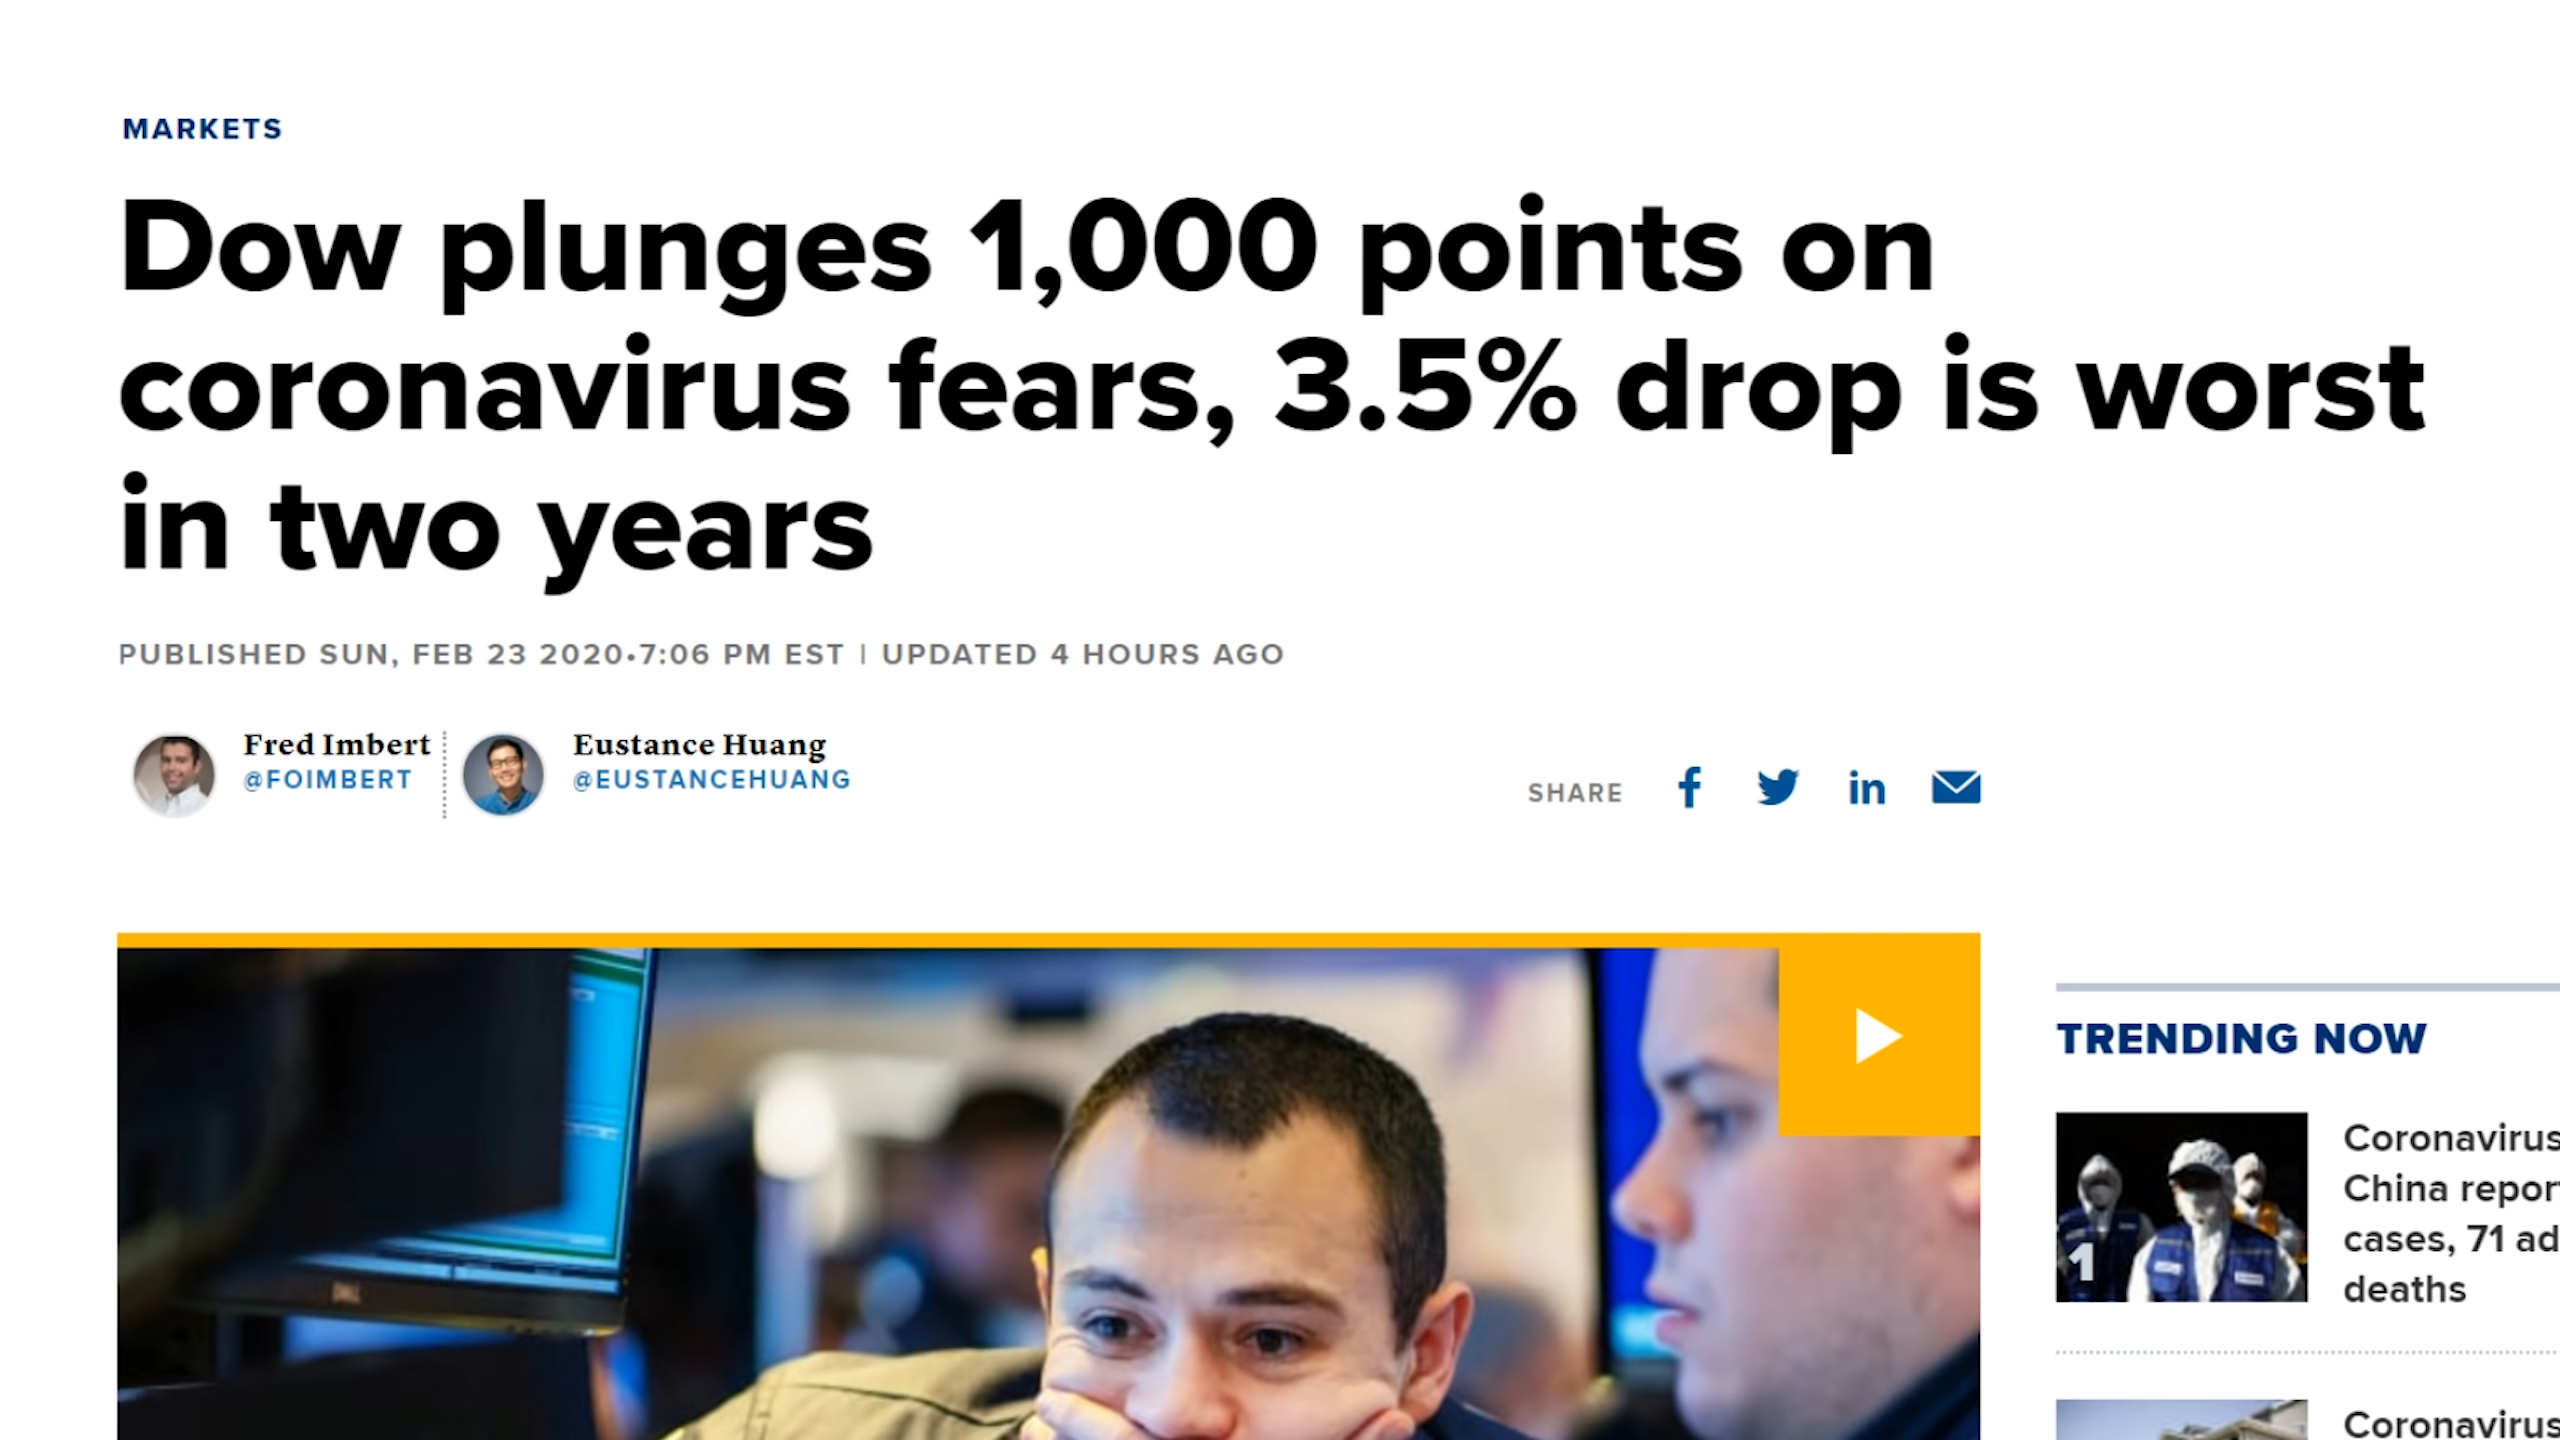 MARKETS
Dow plunges 1,000 points on
coronavirus fears, 3.5% drop is worst
in two years
PUBLISHED SUN, FEB 23 2020•7:06 PM EST | UPDATED 4 HOURS AGO
Fred Imbert
@FOIMBERT
Eustance Huang
@EUSTANCEHUANG
SHARE
TRENDING NOW
1
Coronavirus
China repor
cases, 71 ad
deaths
Coronavirus